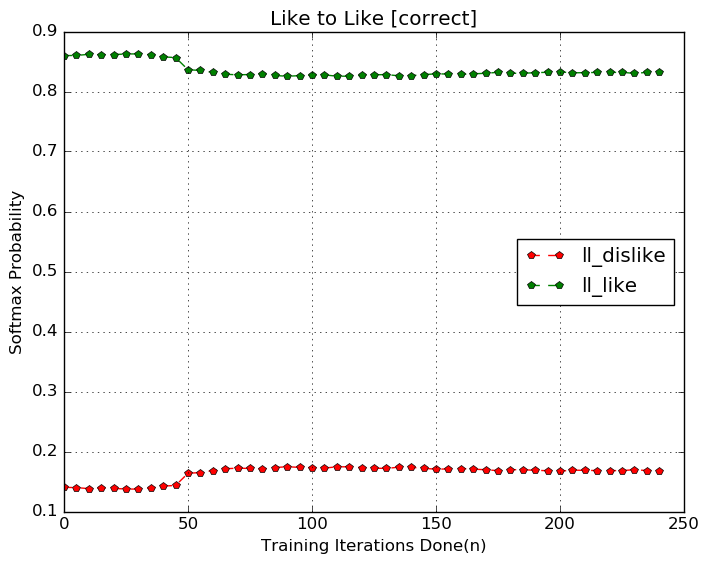 Like to Like [correct]
0.9
0.8
0.7
0.6
0.5
0.4
0.3
0.2
0.1
Softmax Probability
ll_dislike
ll_like
0 50 100 150 200 250
Training Iterations Done(n)